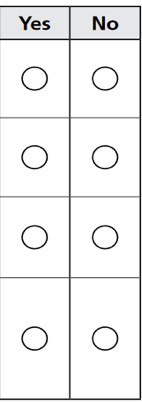 Yes No